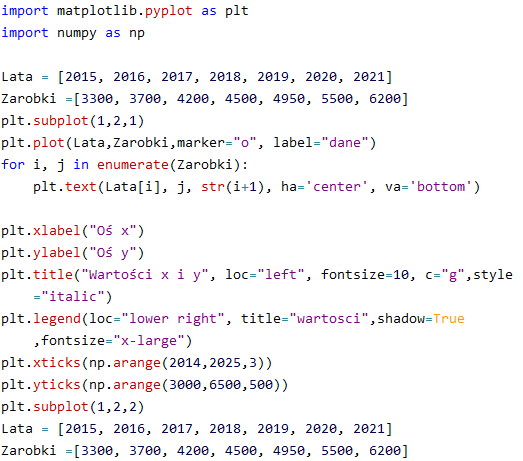 import matplotlib.pyplot as plt
import numpy as np

Lata = [2015, 2016, 2017, 2018, 2019, 2020, 2021]
Zarobki =[3300, 3700, 4200, 4500, 4950, 5500, 6200]
plt.subplot(1,2,1)
plt.plot(Lata,Zarobki,marker="o", label="dane")
for i, j in enumerate(Zarobki):
    plt.text(Lata[i], j, str(i+1), ha='center', va='bottom')

plt.xlabel("Oś x")
plt.ylabel("Oś y")
plt.title("Wartości x i y", loc="left", fontsize=10, c="g",style
    ="italic")
plt.legend(loc="lower right", title="wartosci",shadow=True
    ,fontsize="x-large")
plt.xticks(np.arange(2014,2025,3))
plt.yticks(np.arange(3000,6500,500))
plt.subplot(1,2,2)
Lata = [2015, 2016, 2017, 2018, 2019, 2020, 2021]
Zarobki =[3300, 3700, 4200, 4500, 4950, 5500, 6200]